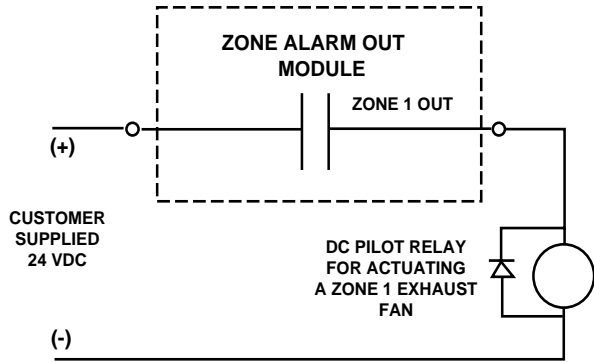 ZONE ALARM OUT
MODULE
ZONE 1 OUT
(+)
CUSTOMER
SUPPLIED
24 VDC
DC PILOT RELAY
FOR ACTUATING
A ZONE 1 EXHAUST
FAN
(-)